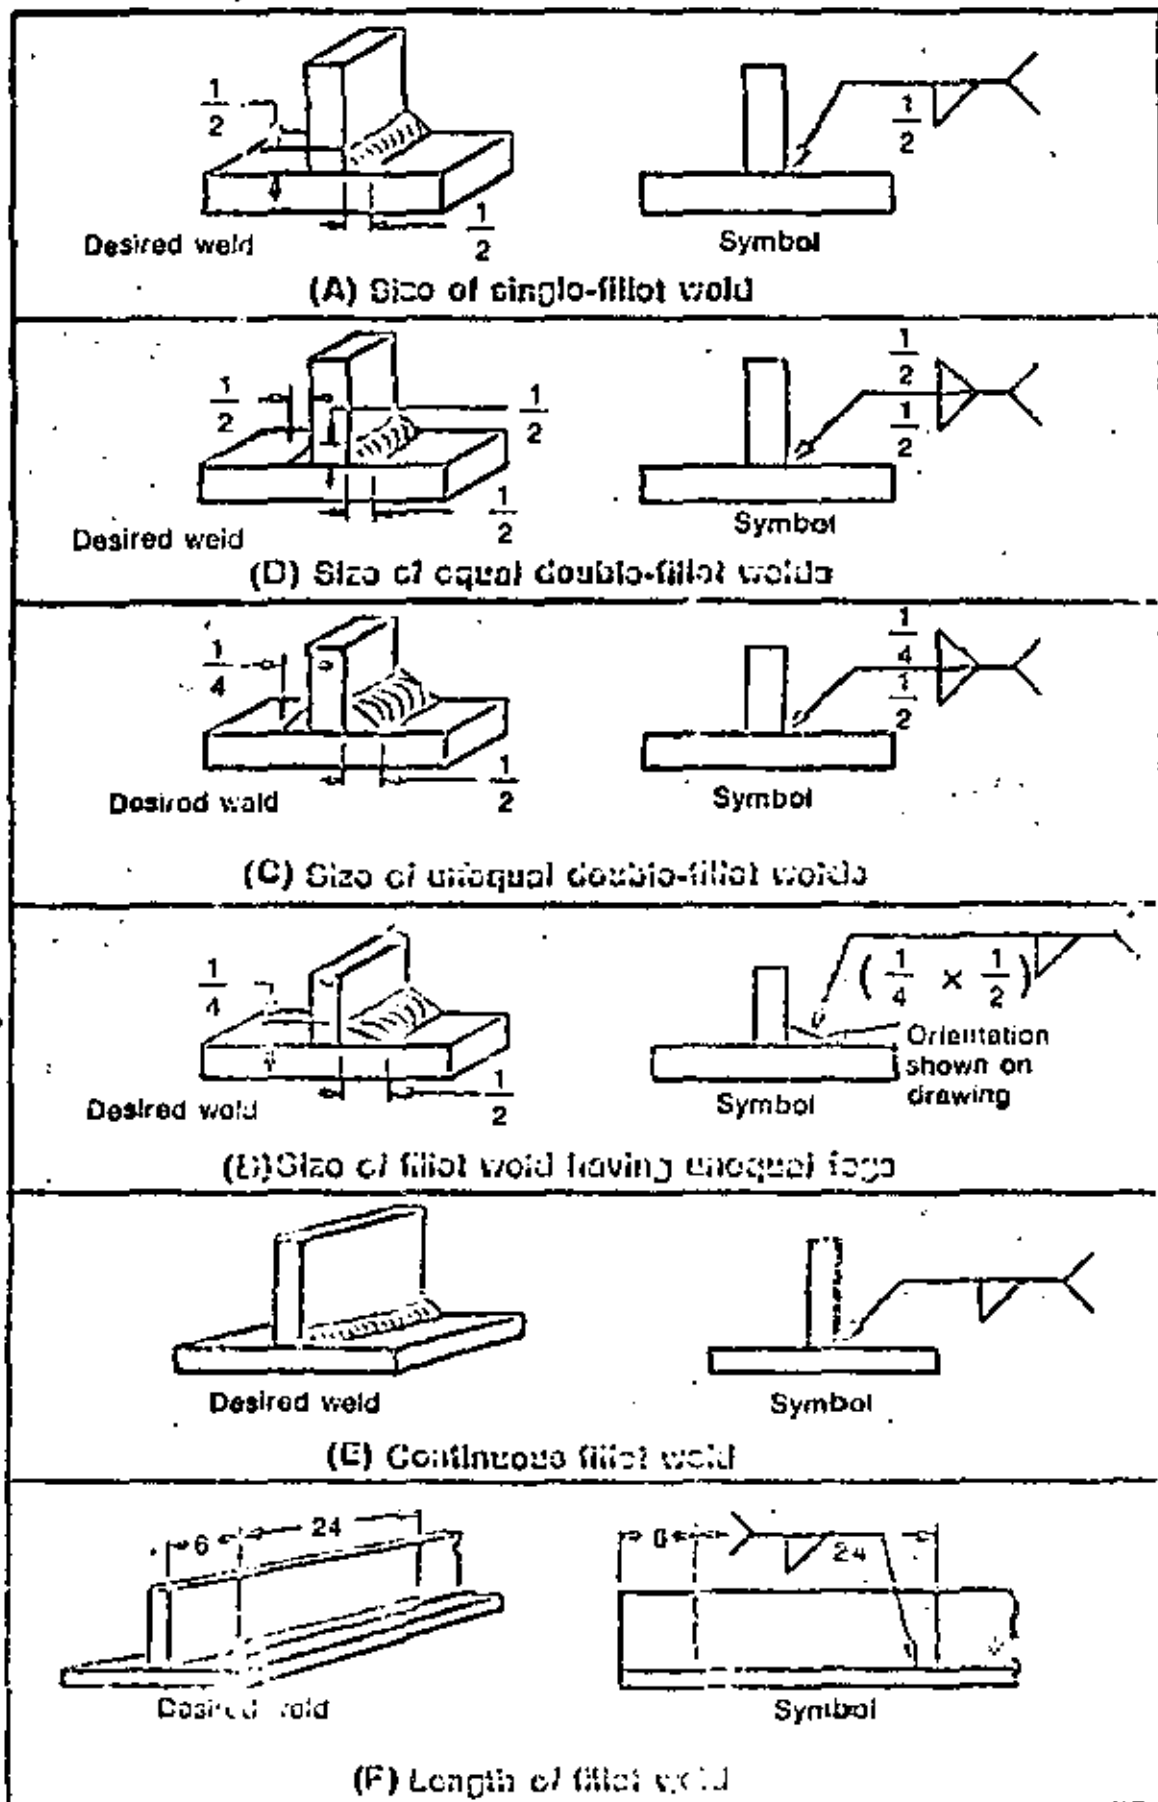 1/2
1/2
1/2
Desired weld
Symbol
(A) Size of single-fillet weld
1/2
1/2
1/2
1/2
1/2
Desired weld
Symbol
Size of equal double-fillet welds
1/4
1/2
1/4
1/2
Desired weld
Symbol
(C) Size of unequal double-fillet welds
1/4
1/2
(1/4 × 1/2)
Orientation
shown on
drawing
Desired weld
Symbol
Size of fillet weld having unequal legs
Desired weld
Symbol
(E) Continuous fillet weld
6 24
6 24
Desired weld
Symbol
(F) Length of fillet weld